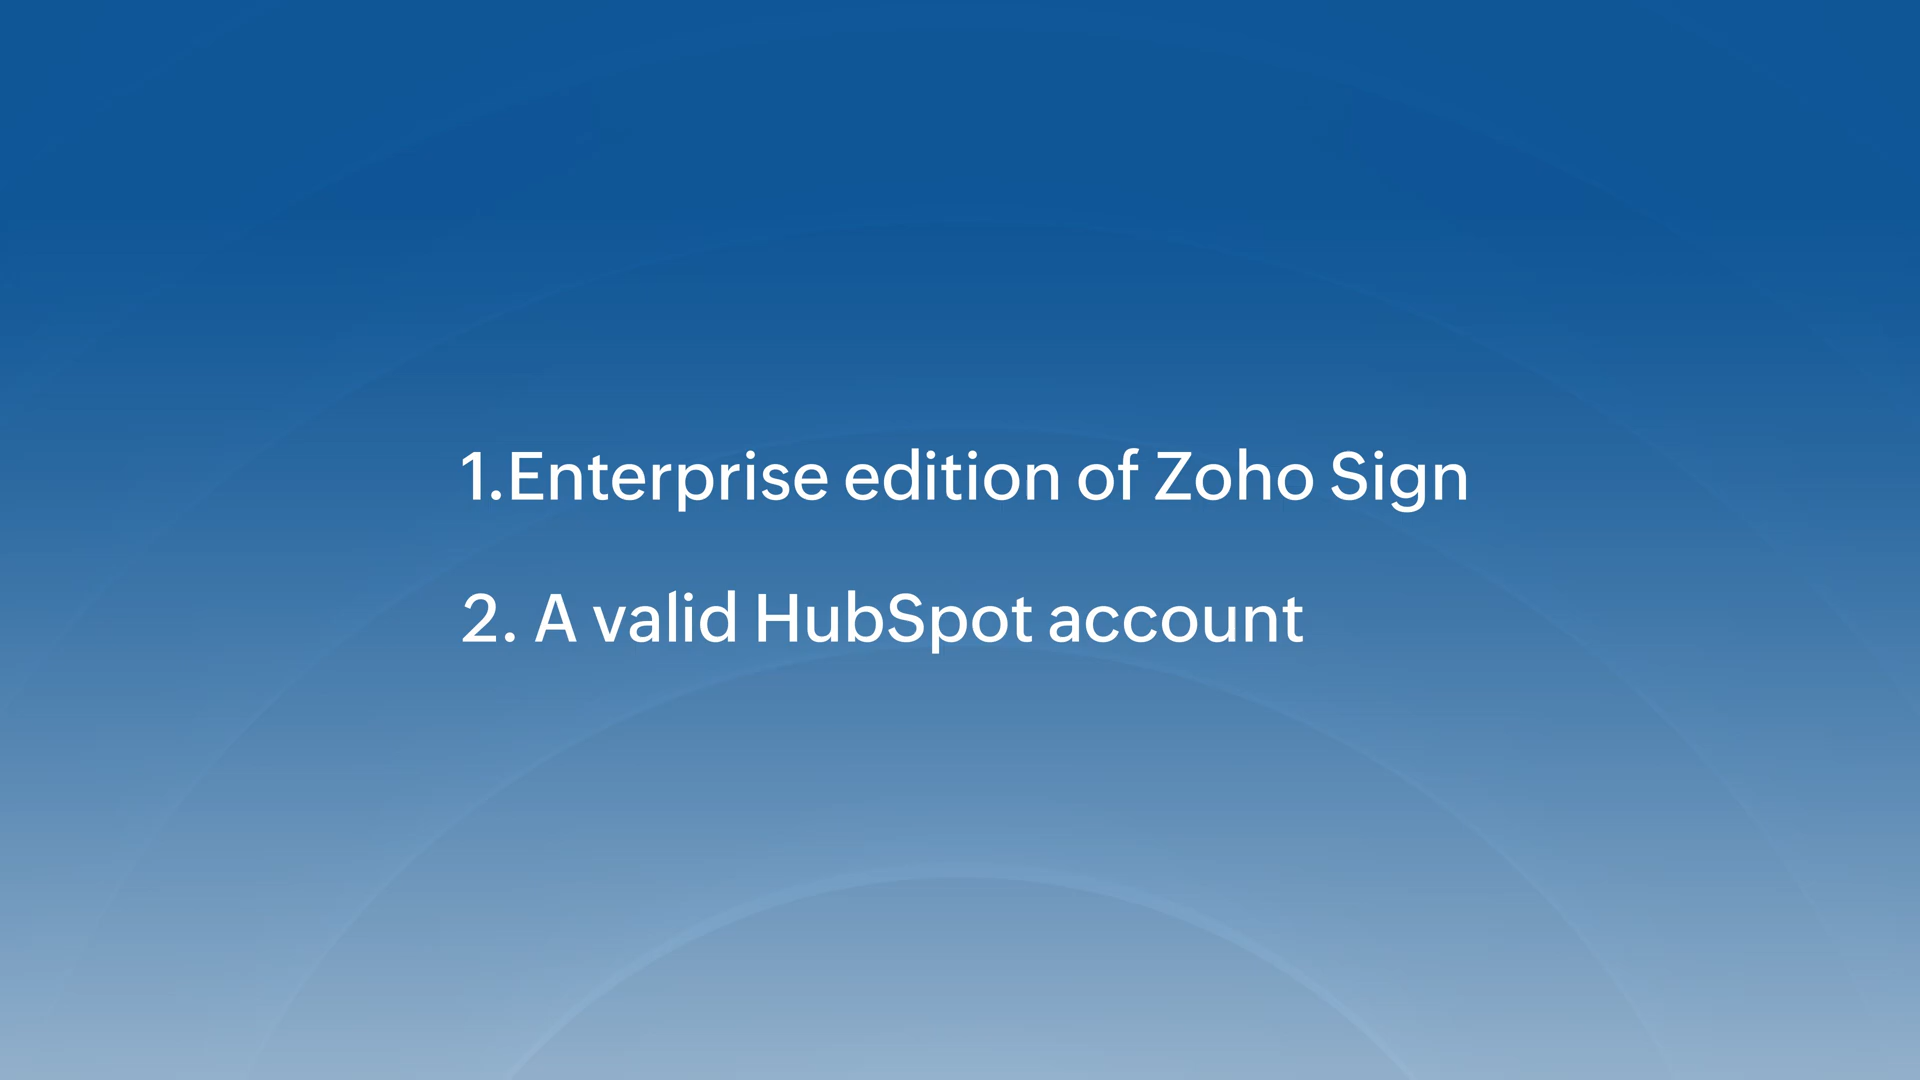 1.Enterprise edition of Zoho Sign
2. A valid HubSpot account